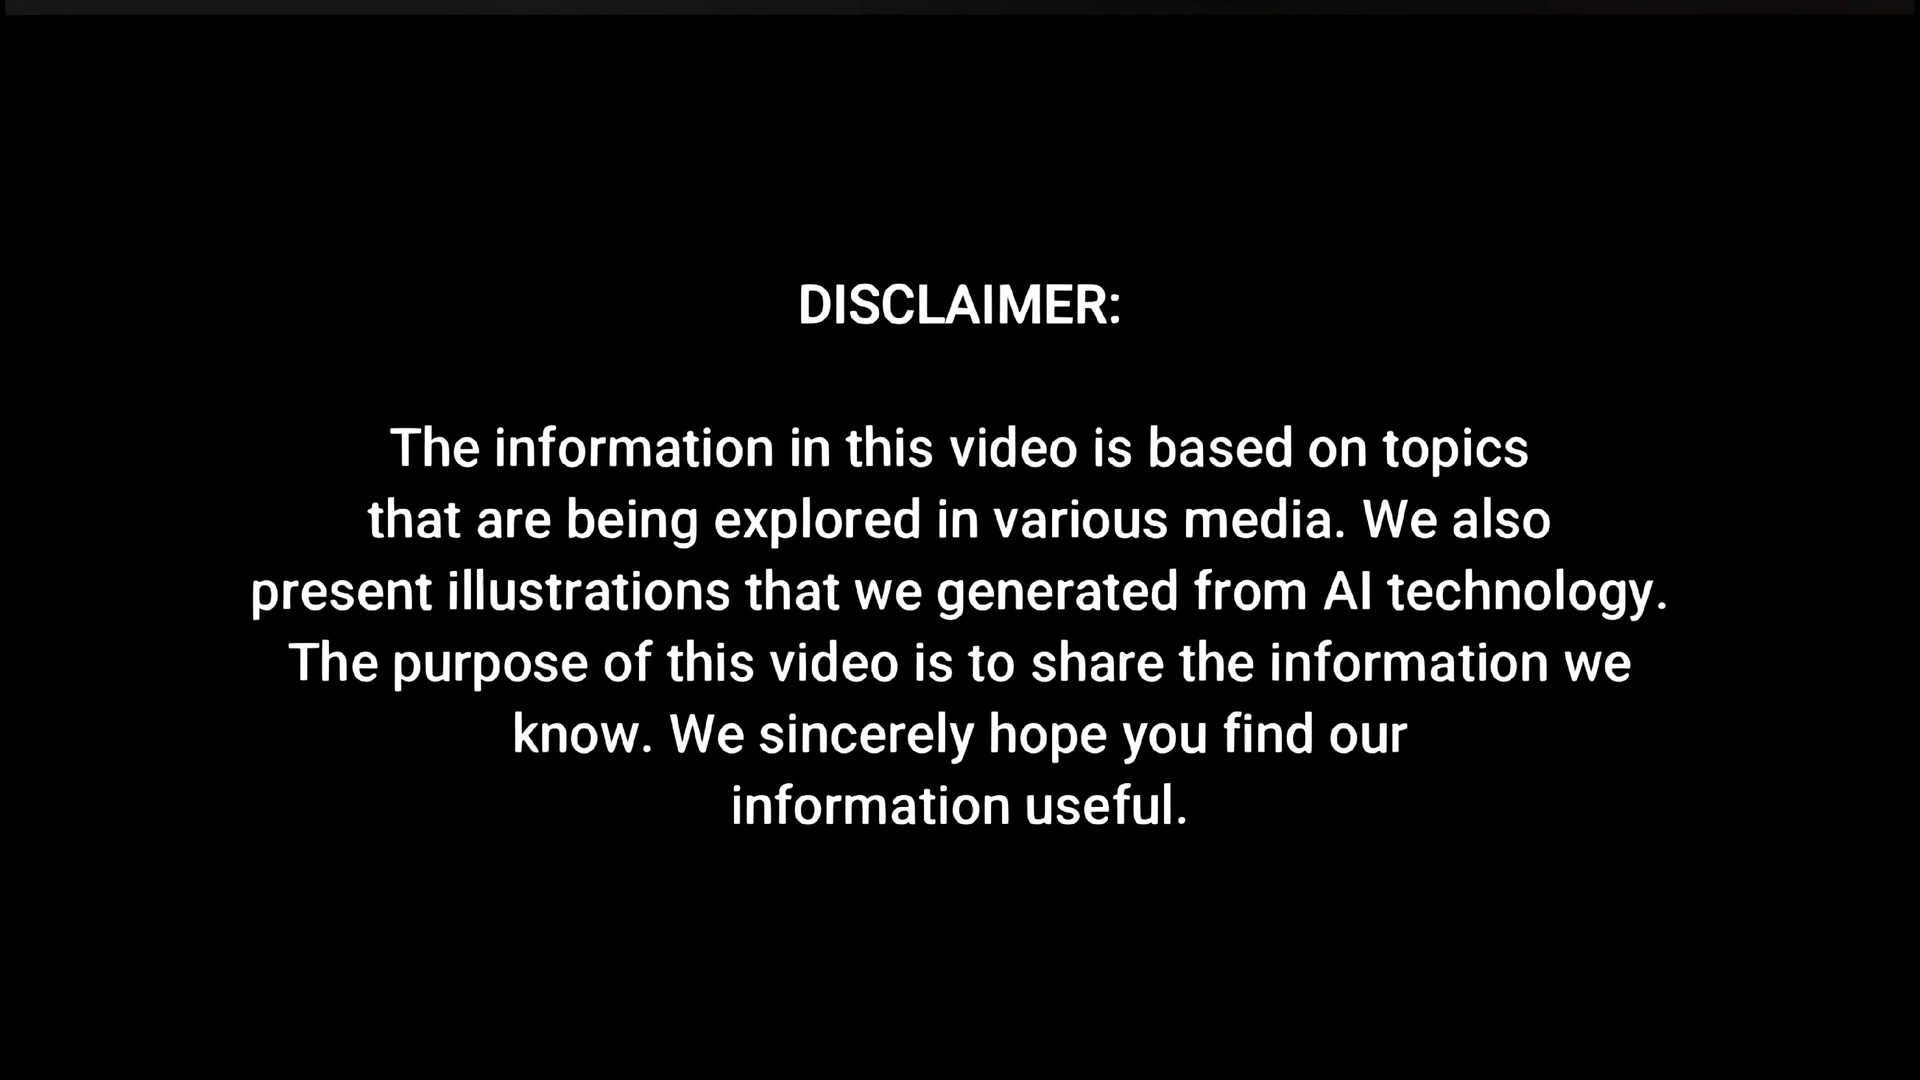 DISCLAIMER:
The information in this video is based on topics
that are being explored in various media. We also
present illustrations that we generated from AI technology.
The purpose of this video is to share the information we
know. We sincerely hope you find our
information useful.